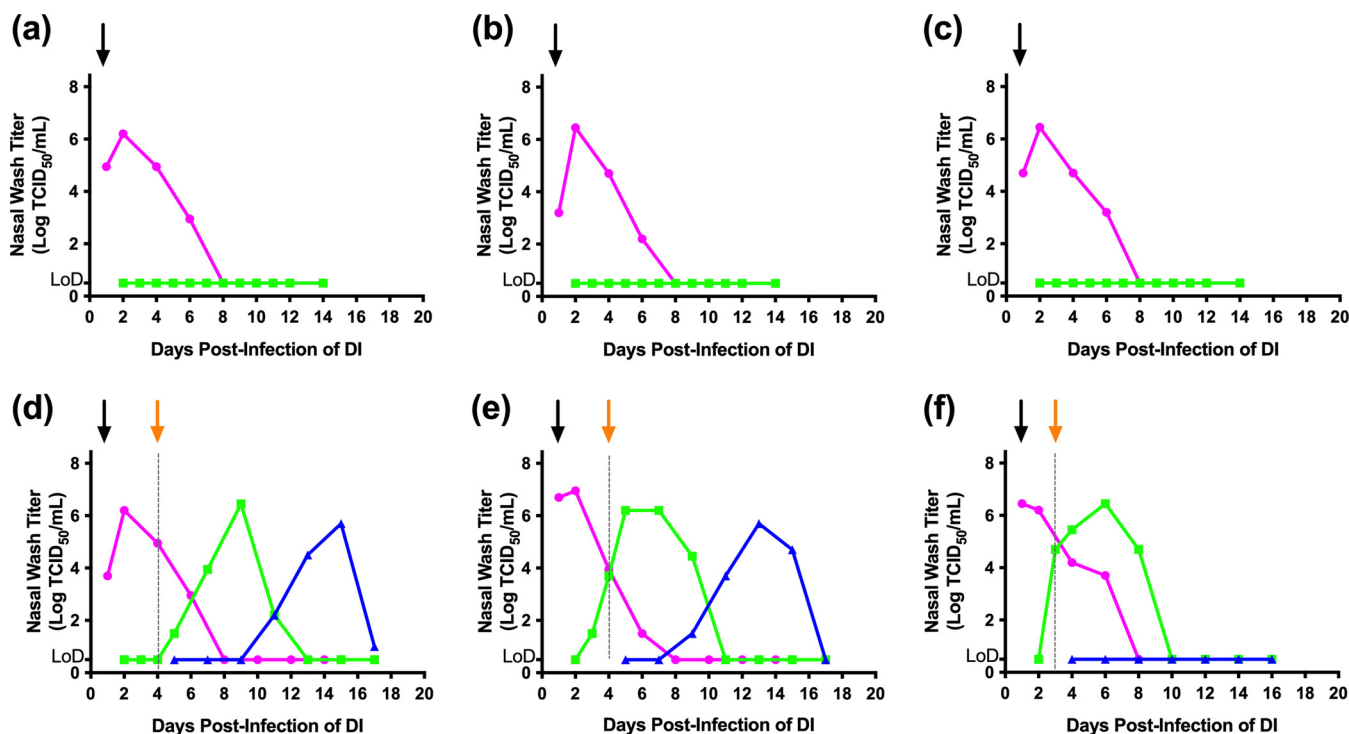 (a)
(b)
(c)
Nasal Wash Titer
(Log TCID50/mL)
8
6
4
2
LoD
0
0 2 4 6 8 10 12 14 16 18 20
Days Post-Infection of DI
Nasal Wash Titer
(Log TCID50/mL)
8
6
4
2
LoD
0
0 2 4 6 8 10 12 14 16 18 20
Days Post-Infection of DI
Nasal Wash Titer
(Log TCID50/mL)
8
6
4
2
LoD
0
0 2 4 6 8 10 12 14 16 18 20
Days Post-Infection of DI
(d)
(e)
(f)
Nasal Wash Titer
(Log TCID50/mL)
8
6
4
2
LoD
0
0 2 4 6 8 10 12 14 16 18 20
Days Post-Infection of DI
Nasal Wash Titer
(Log TCID50/mL)
8
6
4
2
LoD
0
0 2 4 6 8 10 12 14 16 18 20
Days Post-Infection of DI
Nasal Wash Titer
(Log TCID50/mL)
8
6
4
2
LoD
0
0 2 4 6 8 10 12 14 16 18 20
Days Post-Infection of DI